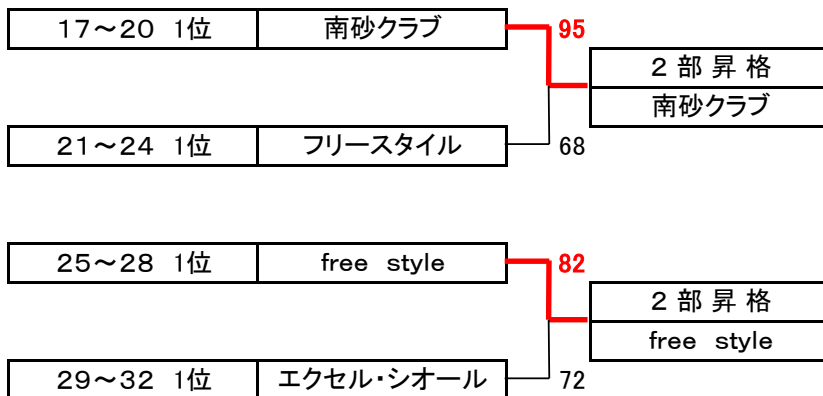 17～20 1位 南砂クラブ 95
2部昇格
南砂クラブ
21～24 1位 フリースタイル 68
25～28 1位 free style 82
2部昇格
free style
29～32 1位 エクセル・シオール 72